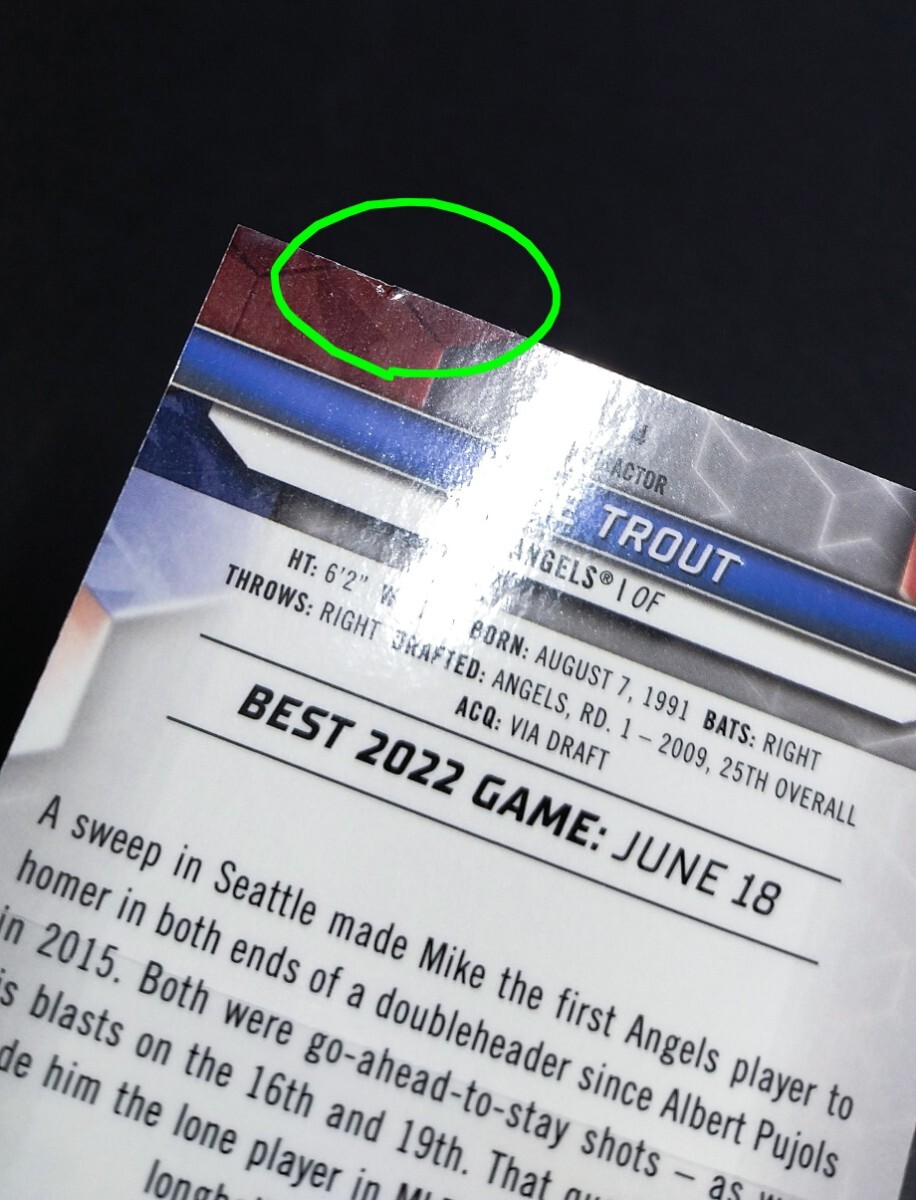 ACTOR
TROUT
ANGELS® | OF
HT: 6'2"
BORN: AUGUST 7, 1991 BATS: RIGHT
THROWS: RIGHT DRAFTED: ANGELS, RD. 1 – 2009, 25TH OVERALL
ACQ: VIA DRAFT
BEST 2022 GAME: JUNE 18
A sweep in Seattle made Mike the first Angels player to
homer in both ends of a doubleheader since Albert Pujols
in 2015. Both were go-ahead-to-stay shots – as
blasts on the 16th and 19th. That
him the lone player in